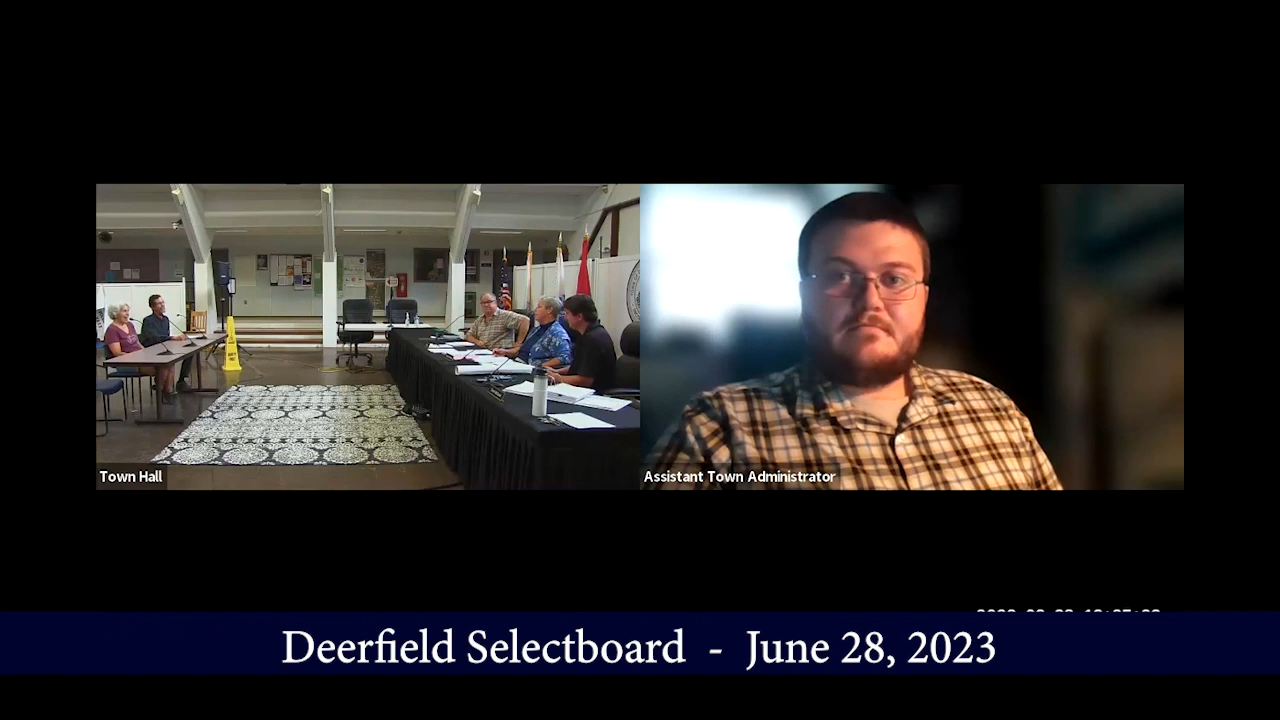 Town Hall
Assistant Town Administrator
Deerfield Selectboard - June 28, 2023